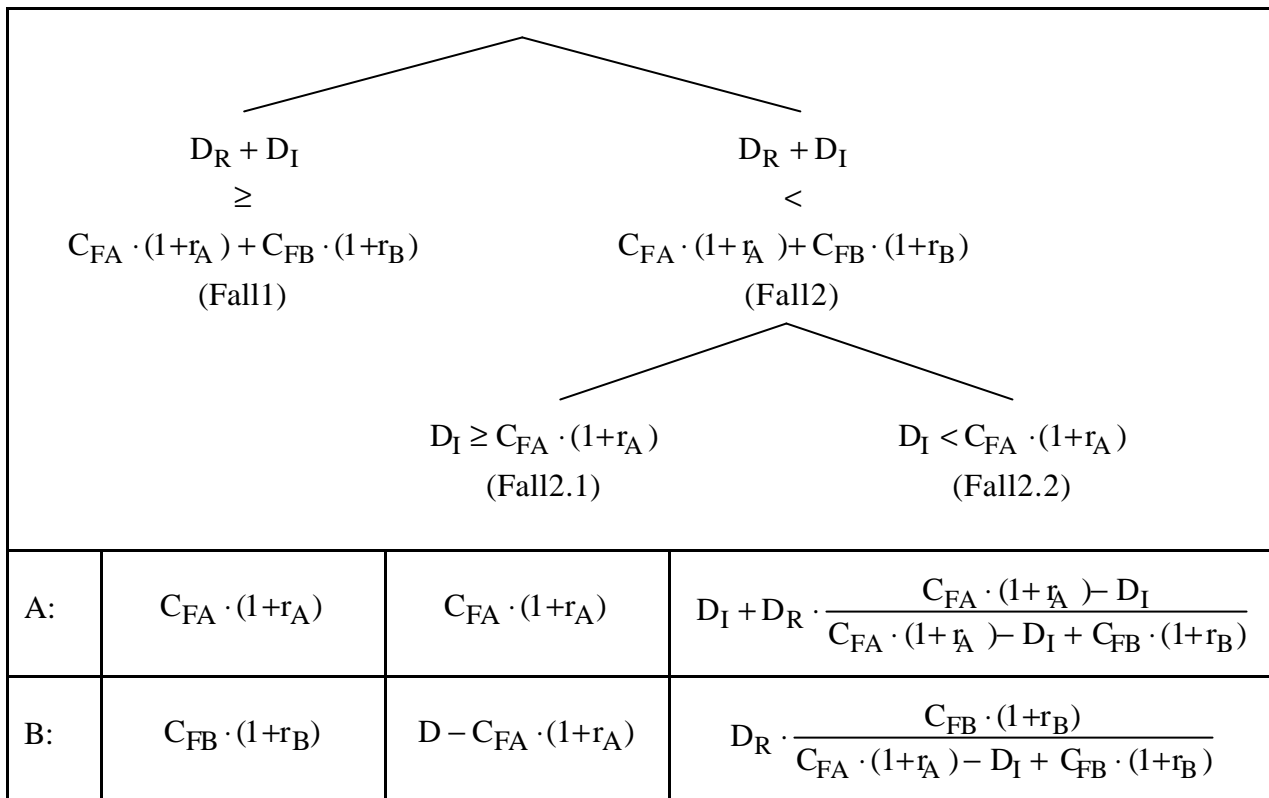 D_R + D_I
≥
C_FA · (1+r_A) + C_FB · (1+r_B)
(Fall1)
D_R + D_I
<
C_FA · (1+r_A) + C_FB · (1+r_B)
(Fall2)
D_I ≥ C_FA · (1+r_A)
(Fall2.1)
D_I < C_FA · (1+r_A)
(Fall2.2)
A: C_FA · (1+r_A) C_FA · (1+r_A) D_I + D_R · (C_FA · (1+r_A) – D_I) / (C_FA · (1+r_A) – D_I + C_FB · (1+r_B))
B: C_FB · (1+r_B) D – C_FA · (1+r_A) D_R · (C_FB · (1+r_B)) / (C_FA · (1+r_A) – D_I + C_FB · (1+r_B))